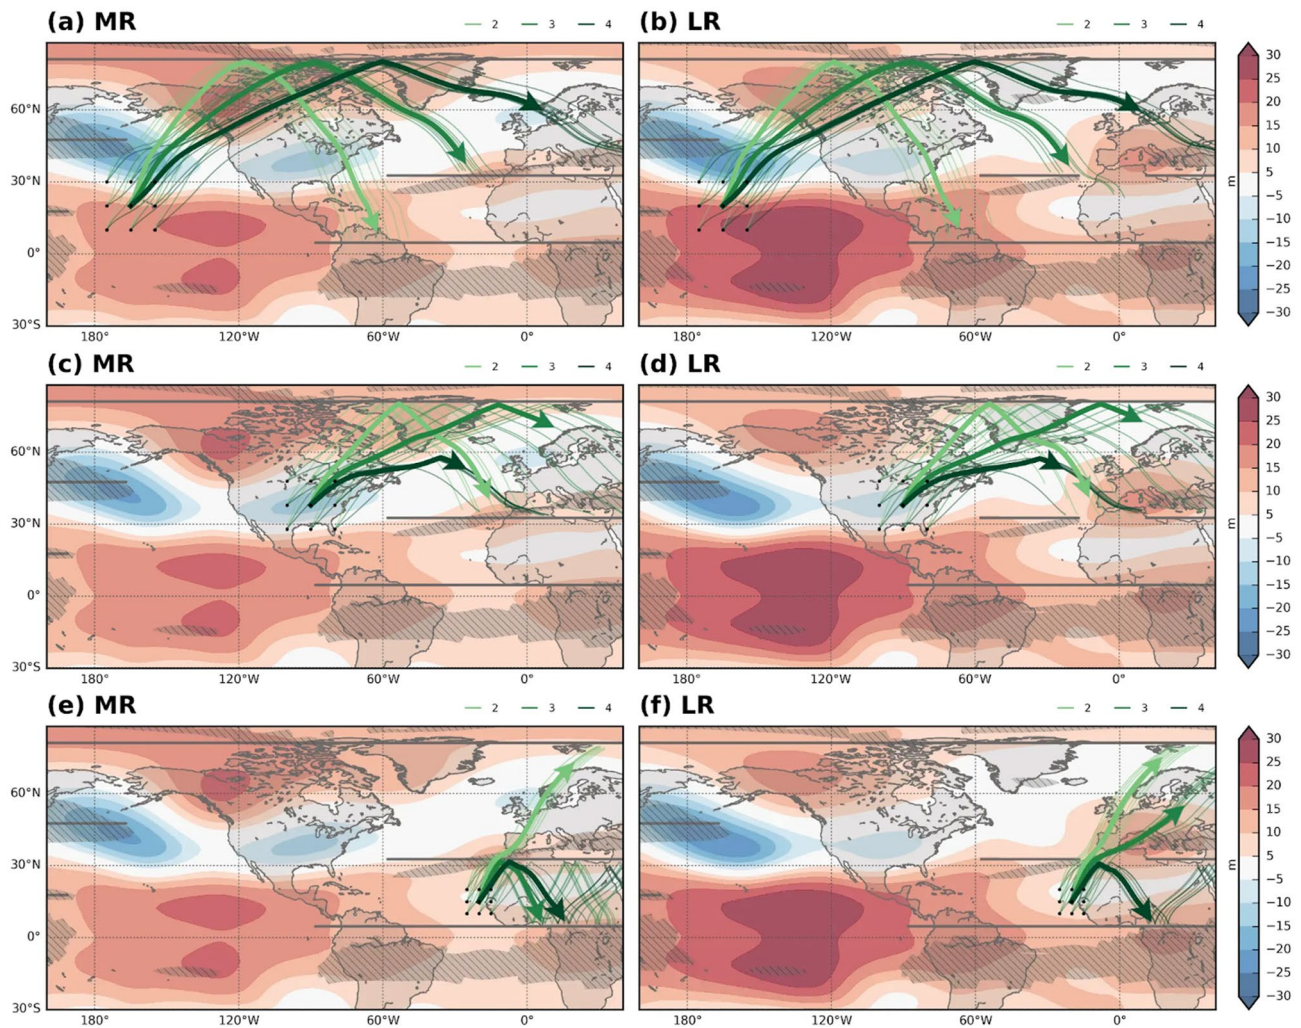 (a) MR 2 3 4
(b) LR 2 3 4
60°N
30°N
0°
30°S
180° 120°W 60°W 0°
180° 120°W 60°W 0°
30
25
20
15
10
5
−5
−10
−15
−20
−25
−30
m
(c) MR 2 3 4
(d) LR 2 3 4
60°N
30°N
0°
30°S
180° 120°W 60°W 0°
180° 120°W 60°W 0°
30
25
20
15
10
5
−5
−10
−15
−20
−25
−30
m
(e) MR 2 3 4
(f) LR 2 3 4
60°N
30°N
0°
30°S
180° 120°W 60°W 0°
180° 120°W 60°W 0°
30
25
20
15
10
5
−5
−10
−15
−20
−25
−30
m